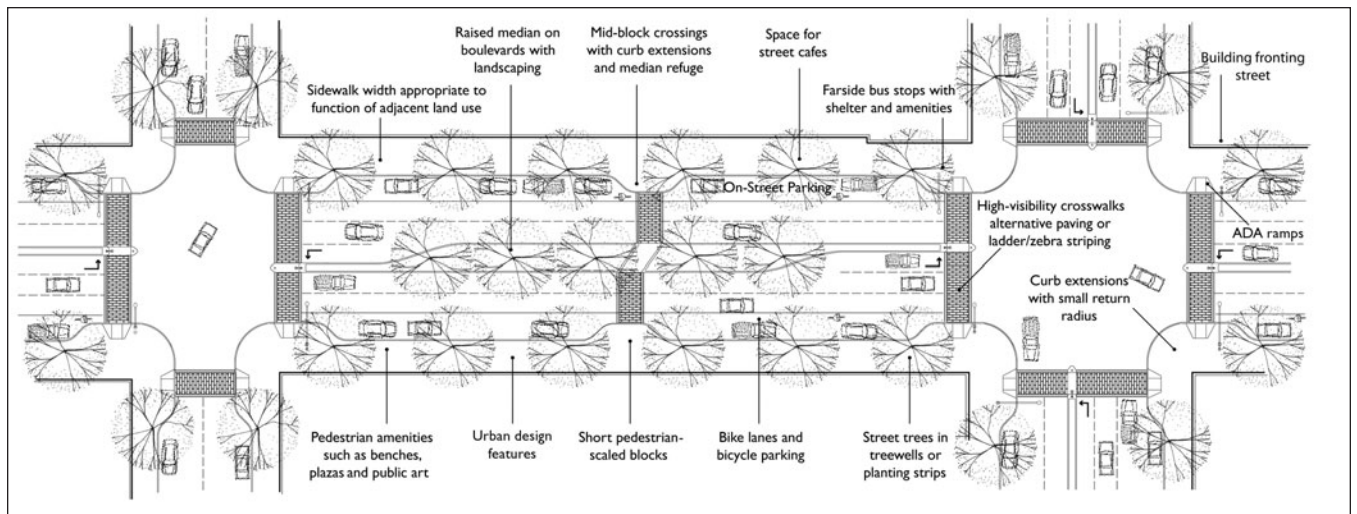 Raised median on
boulevards with
landscaping
Mid-block crossings
with curb extensions
and median refuge
Space for
street cafes
Building fronting
street
Sidewalk width appropriate to
function of adjacent land use
Farside bus stops with
shelter and amenities
On-Street Parking
High-visibility crosswalks
alternative paving or
ladder/zebra striping
ADA ramps
Curb extensions
with small return
radius
Pedestrian amenities
such as benches,
plazas and public art
Urban design
features
Short pedestrian-
scaled blocks
Bike lanes and
bicycle parking
Street trees in
treewells or
planting strips